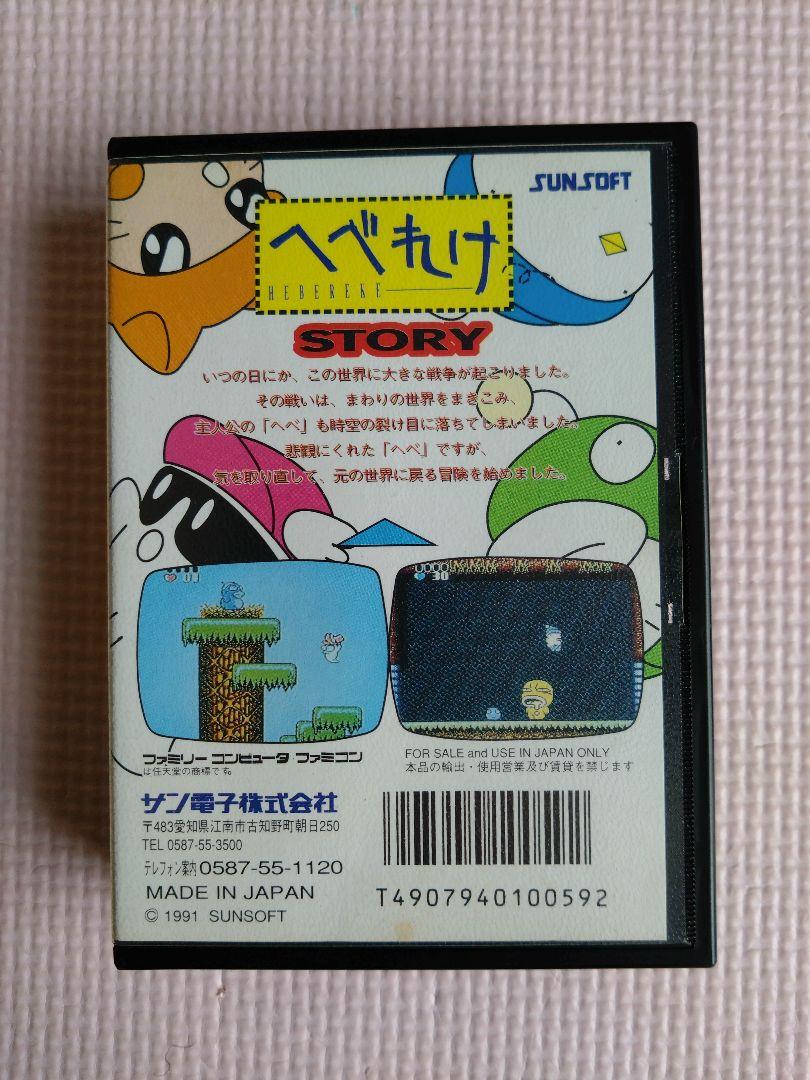 SUNSOFT
へべれけ
HEBEREKE
STORY
いつの日にか、この世界に大きな戦争が起こりました。
その戦いは、まわりの世界をまきこみ、
主人公の「へべ」も時空の裂け目に落ちてしまいました。
悲観にくれた「へべ」ですが、
気を取り直して、元の世界に戻る冒険を始めました。
01
30
ファミリーコンピュータ ファミコン
は任天堂の商標です。
FOR SALE and USE IN JAPAN ONLY
本品の輸出・使用営業及び賃貸を禁じます
サン電子株式会社
〒483愛知県江南市古知野町朝日250
TEL 0587-55-3500
テレフォン案内 0587-55-1120
MADE IN JAPAN
© 1991 SUNSOFT
T4907940100592